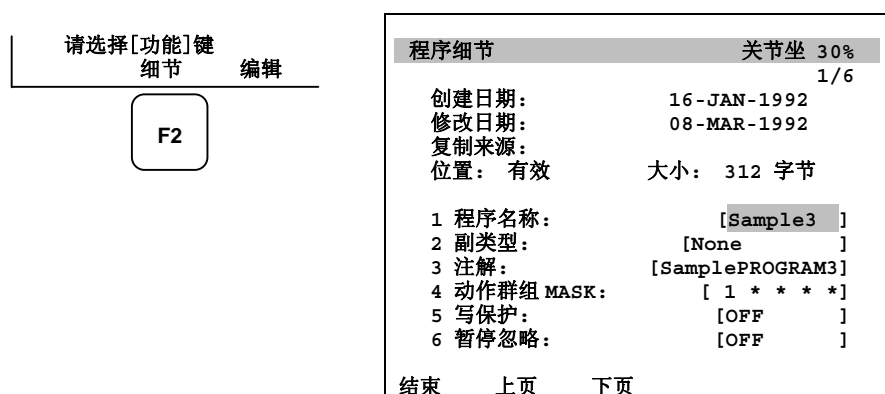 请选择[功能]键
细节 编辑
F2
程序细节 关节坐 30%
1/6
创建日期: 16-JAN-1992
修改日期: 08-MAR-1992
复制来源:
位置: 有效 大小: 312 字节
1 程序名称: [Sample3 ]
2 副类型: [None ]
3 注解: [SamplePROGRAM3]
4 动作群组 MASK: [ 1 * * * *]
5 写保护: [OFF ]
6 暂停忽略: [OFF ]
结束 上页 下页